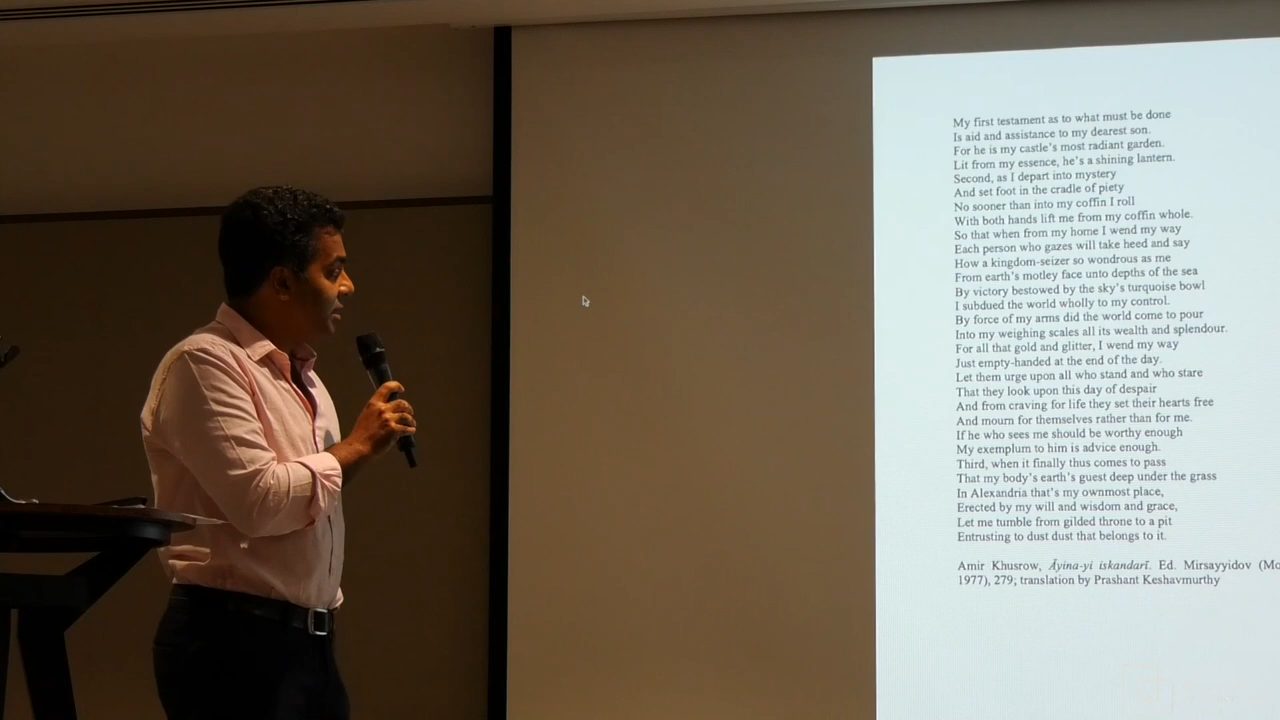 My first testament as to what must be done
Is aid and assistance to my dearest son.
For he is my castle's most radiant garden.
Lit from my essence, he's a shining lantern.
Second, as I depart into mystery
And set foot in the cradle of piety
No sooner than into my coffin I roll
With both hands lift me from my coffin whole.
So that when from my home I wend my way
Each person who gazes will take heed and say
How a kingdom-seizer so wondrous as me
From earth's motley face unto depths of the sea
By victory bestowed by the sky's turquoise bowl
I subdued the world wholly to my control.
By force of my arms did the world come to pour
Into my weighing scales all its wealth and splendour.
For all that gold and glitter, I wend my way
Just empty-handed at the end of the day.
Let them urge upon all who stand and who stare
That they look upon this day of despair
And from craving for life they set their hearts free
And mourn for themselves rather than for me.
If he who sees me should be worthy enough
My exemplum to him is advice enough.
Third, when it finally thus comes to pass
That my body's earth's guest deep under the grass
In Alexandria that's my ownmost place,
Erected by my will and wisdom and grace,
Let me tumble from gilded throne to a pit
Entrusting to dust dust that belongs to it.
Amir Khusrow, Āyina-yi iskandarī. Ed. Mirsayyidov (Mo
1977), 279; translation by Prashant Keshavmurthy